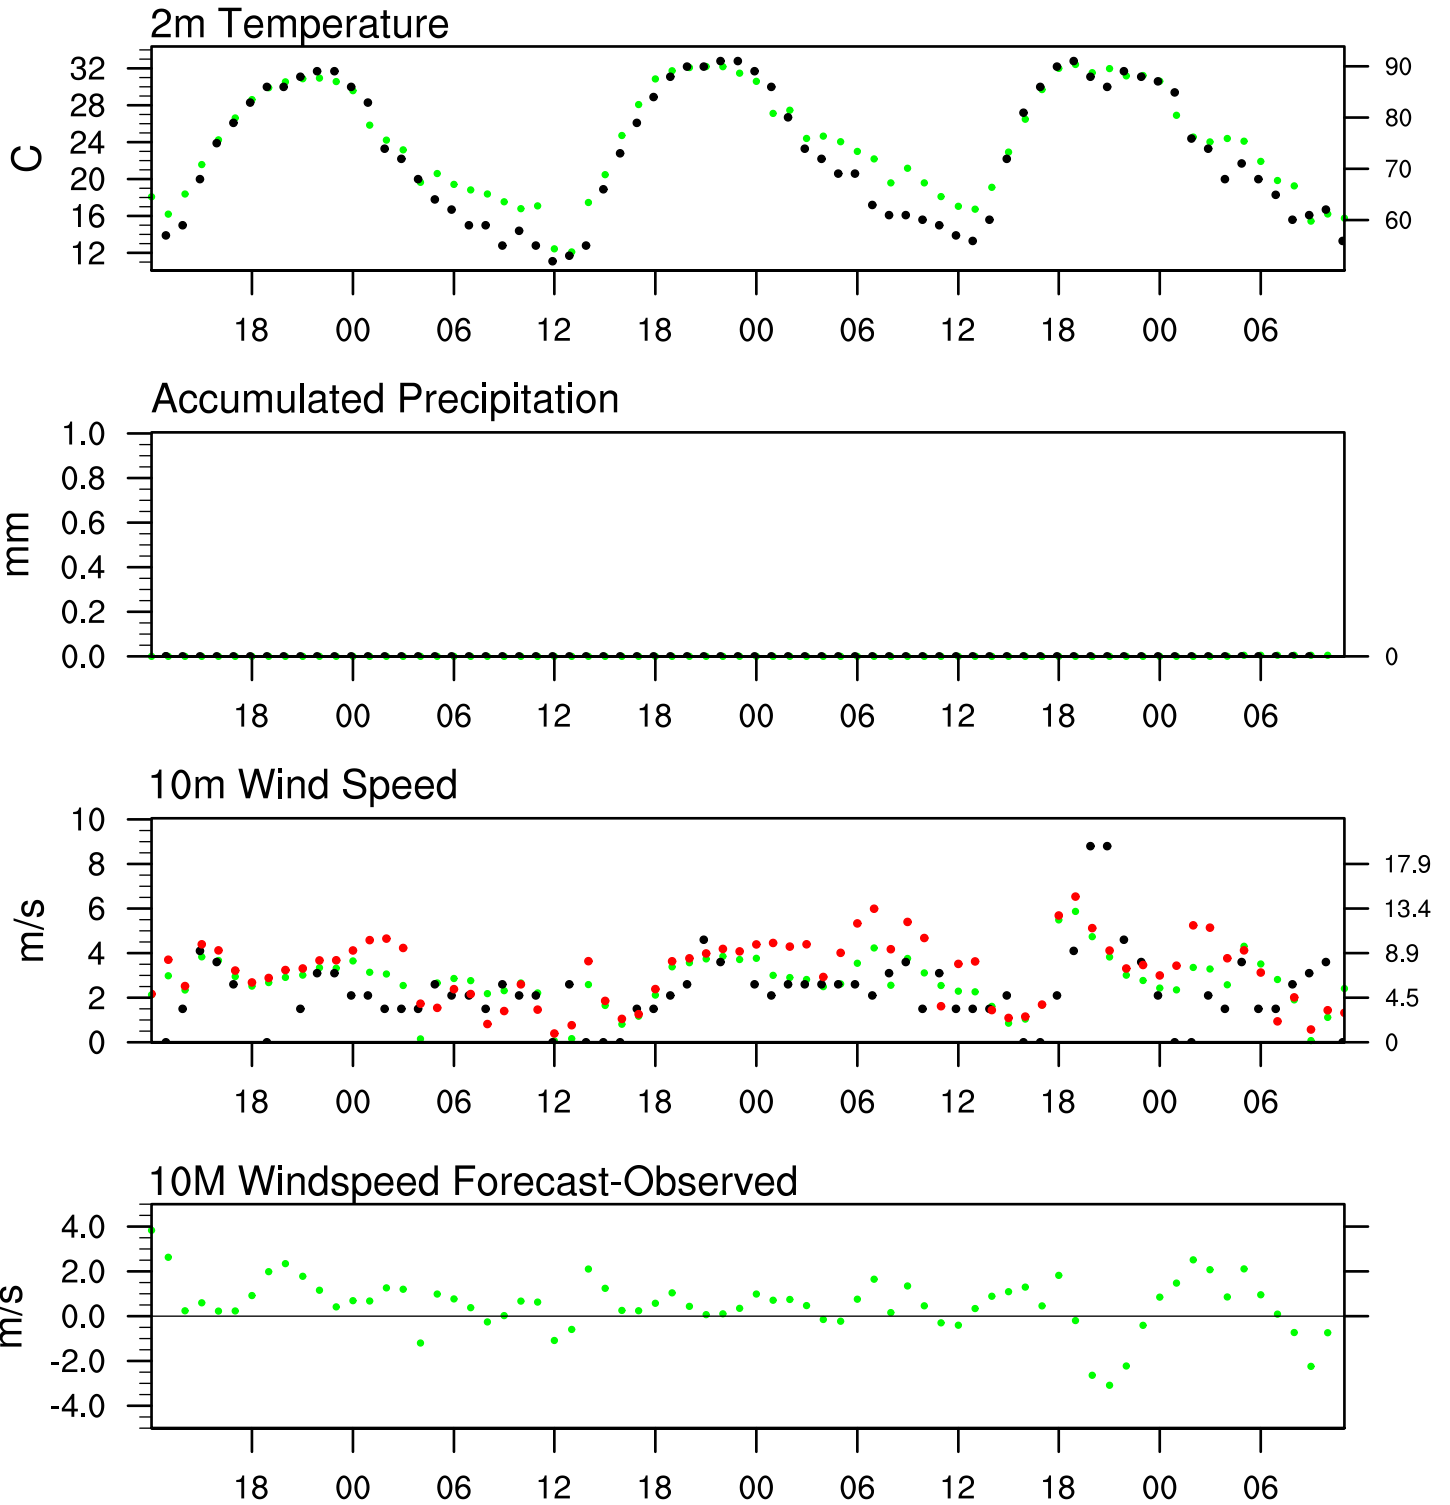 2m Temperature
32
28
24
20
16
12
C
90
80
70
60
18 00 06 12 18 00 06 12 18 00 06
Accumulated Precipitation
1.0
0.8
0.6
0.4
0.2
0.0
mm
0
18 00 06 12 18 00 06 12 18 00 06
10m Wind Speed
10
8
6
4
2
0
m/s
17.9
13.4
8.9
4.5
0
18 00 06 12 18 00 06 12 18 00 06
10M Windspeed Forecast-Observed
4.0
2.0
0.0
-2.0
-4.0
m/s
18 00 06 12 18 00 06 12 18 00 06